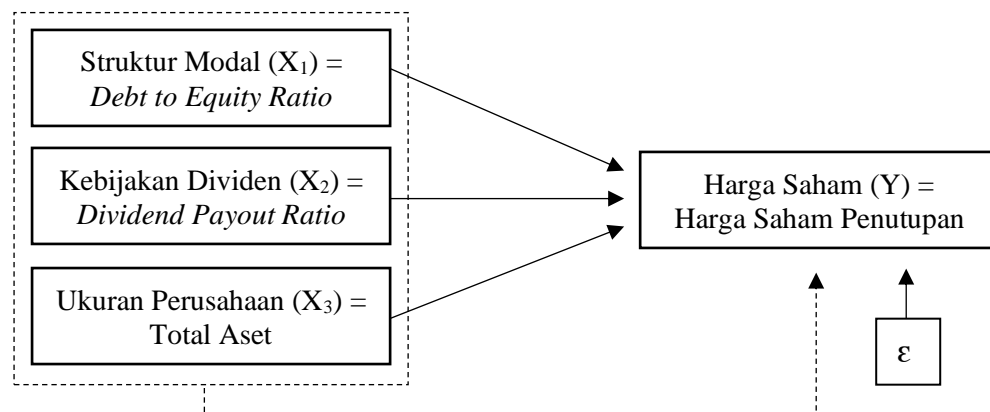 Struktur Modal (X₁) =
Debt to Equity Ratio
Kebijakan Dividen (X₂) =
Dividend Payout Ratio
Ukuran Perusahaan (X₃) =
Total Aset
Harga Saham (Y) =
Harga Saham Penutupan
ε